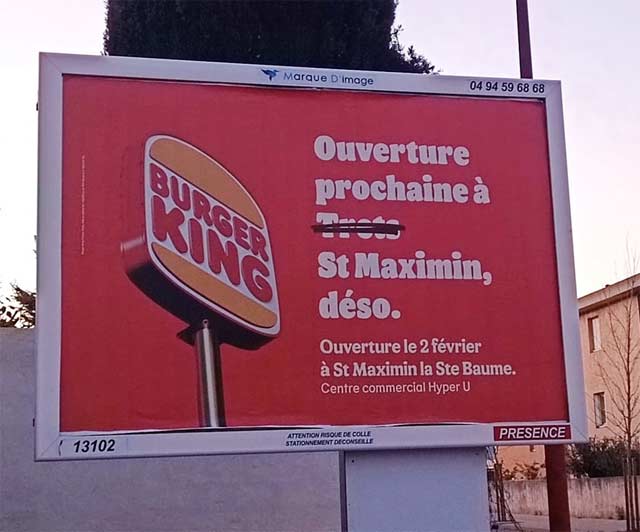 Marque D'image
04 94 59 68 68
BURGER
KING
Ouverture
prochaine à
Trets
St Maximin,
déso.
Ouverture le 2 février
à St Maximin la Ste Baume.
Centre commercial Hyper U
13102
ATTENTION RISQUE DE COLLE
STATIONNEMENT DECONSEILLE
PRESENCE